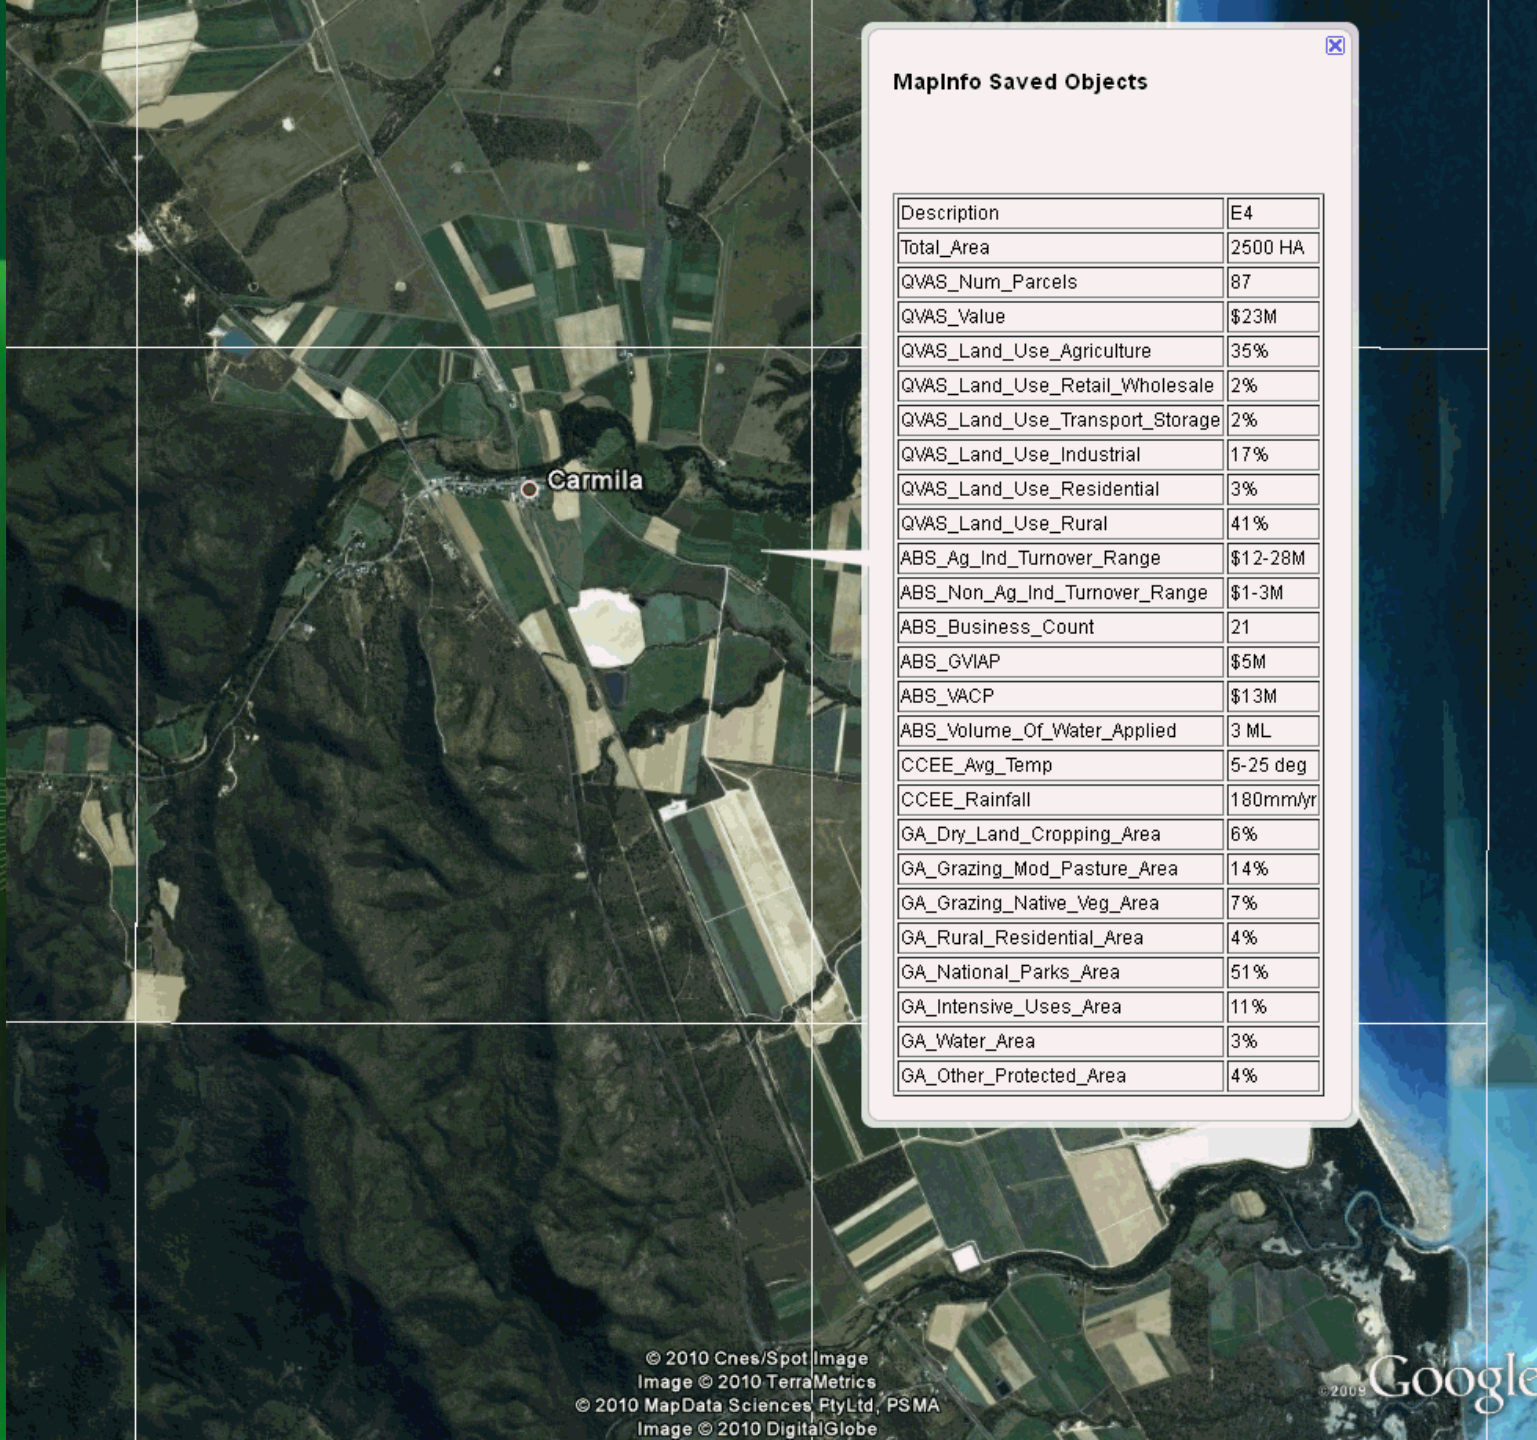 MapInfo Saved Objects
Description E4
Total_Area 2500 HA
QVAS_Num_Parcels 87
QVAS_Value $23M
QVAS_Land_Use_Agriculture 35%
QVAS_Land_Use_Retail_Wholesale 2%
QVAS_Land_Use_Transport_Storage 2%
QVAS_Land_Use_Industrial 17%
QVAS_Land_Use_Residential 3%
QVAS_Land_Use_Rural 41%
ABS_Ag_Ind_Turnover_Range $12-28M
ABS_Non_Ag_Ind_Turnover_Range $1-3M
ABS_Business_Count 21
ABS_GVIAP $5M
ABS_VACP $13M
ABS_Volume_Of_Water_Applied 3 ML
CCEE_Avg_Temp 5-25 deg
CCEE_Rainfall 180mm/yr
GA_Dry_Land_Cropping_Area 6%
GA_Grazing_Mod_Pasture_Area 14%
GA_Grazing_Native_Veg_Area 7%
GA_Rural_Residential_Area 4%
GA_National_Parks_Area 51%
GA_Intensive_Uses_Area 11%
GA_Water_Area 3%
GA_Other_Protected_Area 4%
Carmila
© 2010 Cnes/Spot Image
Image © 2010 TerraMetrics
© 2010 MapData Sciences PtyLtd, PSMA
Image © 2010 DigitalGlobe
©2009 Google